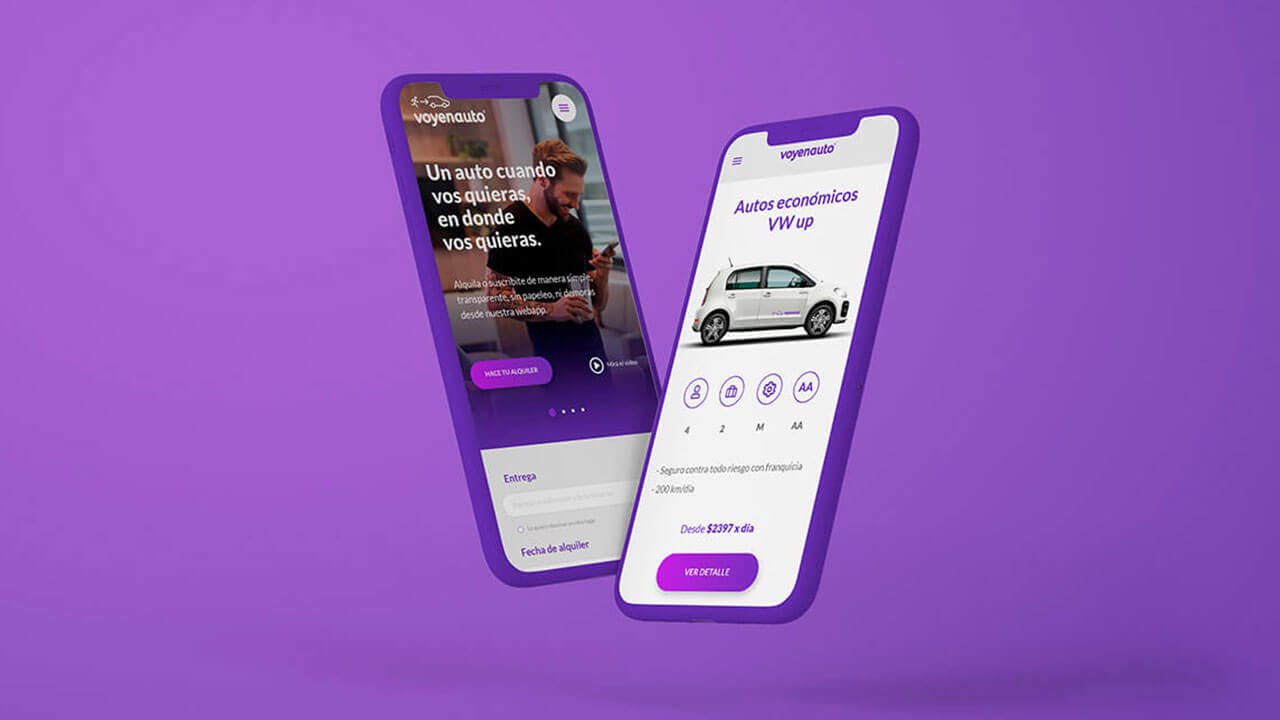 voyenauto
Un auto cuando
vos quieras,
en donde
vos quieras.
Alquila o suscribite de manera simple,
transparente, sin papeleo, ni demoras
desde nuestra webapp.
HACE TU ALQUILER
Mirá el video
Entrega
Fecha de alquiler
voyenauto
Autos económicos
VW up
AA
4 2 M AA
- Seguro contra todo riesgo con franquicia
- 200 km/día
Desde $2397 x día
VER DETALLE